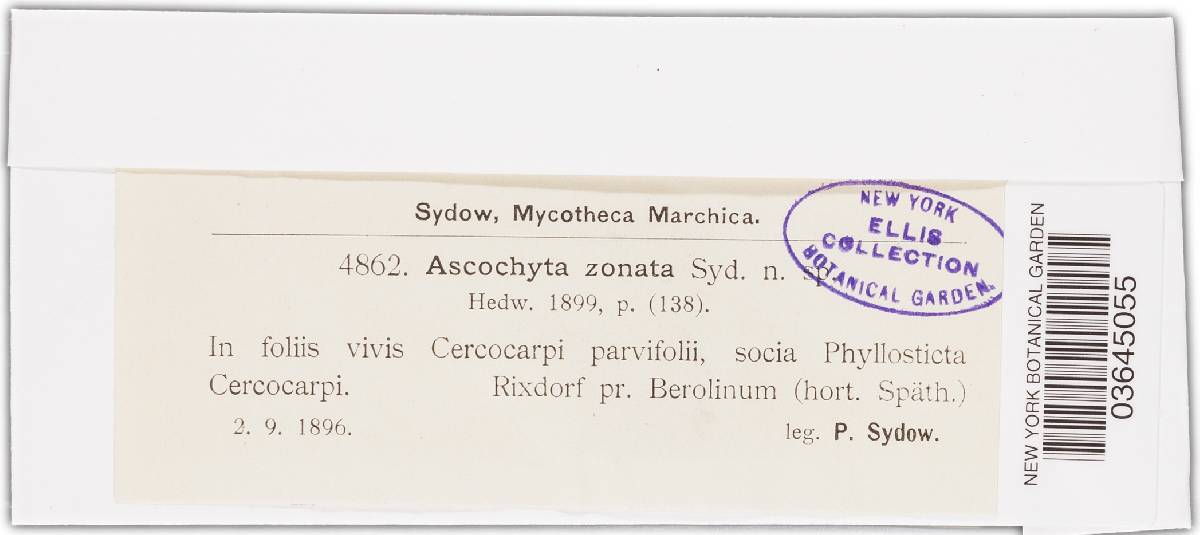 Sydow, Mycotheca Marchica.
4862. Ascochyta zonata Syd. n. sp.
Hedw. 1899, p. (138).
In foliis vivis Cercocarpi parvifolii, socia Phyllosticta
Cercocarpi. Rixdorf pr. Berolinum (hort. Späth.)
2. 9. 1896. leg. P. Sydow.
NEW YORK
ELLIS
COLLECTION
BOTANICAL GARDEN.
NEW YORK BOTANICAL GARDEN
03645055